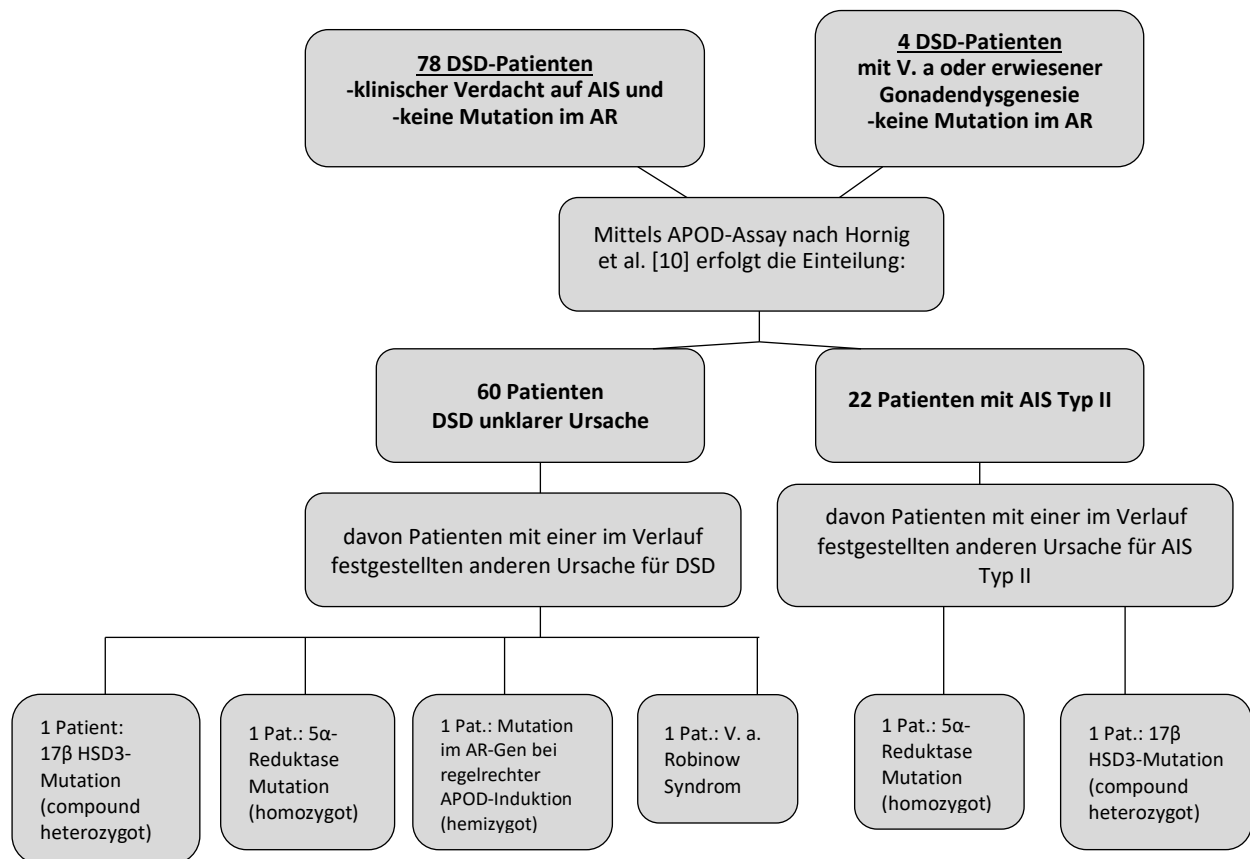 78 DSD-Patienten
-klinischer Verdacht auf AIS und
-keine Mutation im AR
4 DSD-Patienten
mit V. a oder erwiesener
Gonadendysgenesie
-keine Mutation im AR
Mittels APOD-Assay nach Hornig
et al. [10] erfolgt die Einteilung:
60 Patienten
DSD unklarer Ursache
22 Patienten mit AIS Typ II
davon Patienten mit einer im Verlauf
festgestellten anderen Ursache für DSD
davon Patienten mit einer im Verlauf
festgestellten anderen Ursache für AIS
Typ II
1 Patient:
17β HSD3-
Mutation
(compound
heterozygot)
1 Pat.: 5α-
Reduktase
Mutation
(homozygot)
1 Pat.: Mutation
im AR-Gen bei
regelrechter
APOD-Induktion
(hemizygot)
1 Pat.: V. a.
Robinow
Syndrom
1 Pat.: 5α-
Reduktase
Mutation
(homozygot)
1 Pat.: 17β
HSD3-Mutation
(compound
heterozygot)